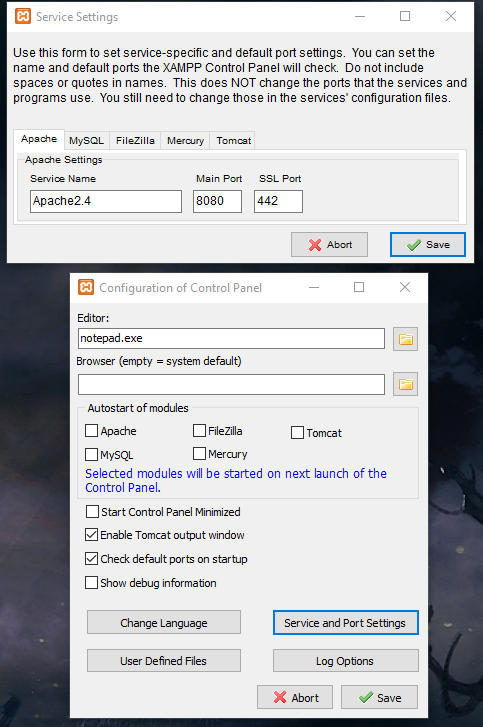 Service Settings
Use this form to set service-specific and default port settings. You can set the
name and default ports the XAMPP Control Panel will check. Do not include
spaces or quotes in names. This does NOT change the ports that the services and
programs use. You still need to change those in the services' configuration files.
Apache MySQL FileZilla Mercury Tomcat
Apache Settings
Service Name Main Port SSL Port
Apache2.4 8080 442
Abort Save
Configuration of Control Panel
Editor:
notepad.exe
Browser (empty = system default)
Autostart of modules
Apache FileZilla Tomcat
MySQL Mercury
Selected modules will be started on next launch of the
Control Panel.
Start Control Panel Minimized
Enable Tomcat output window
Check default ports on startup
Show debug information
Change Language Service and Port Settings
User Defined Files Log Options
Abort Save